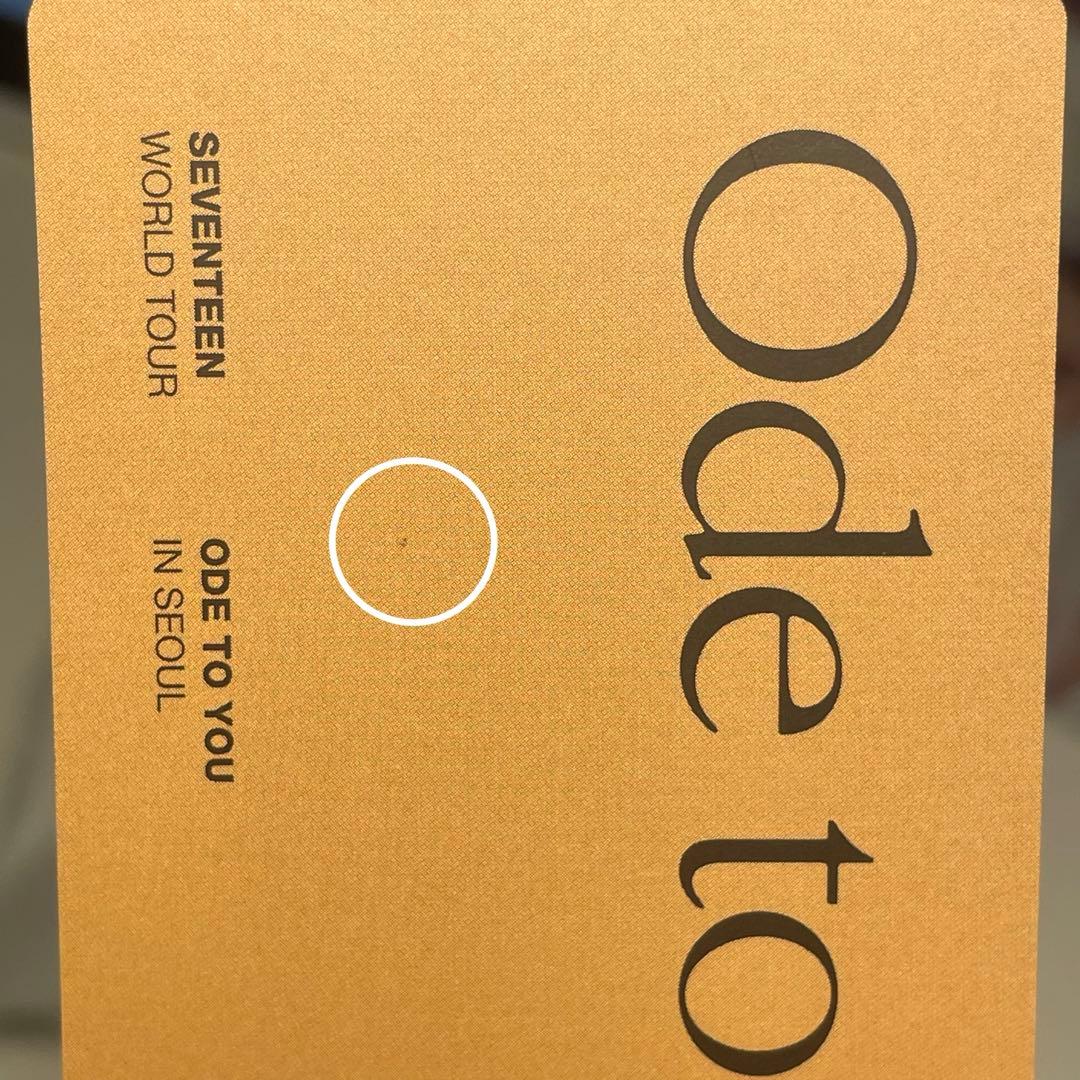 Ode to
SEVENTEEN
WORLD TOUR
ODE TO YOU
IN SEOUL